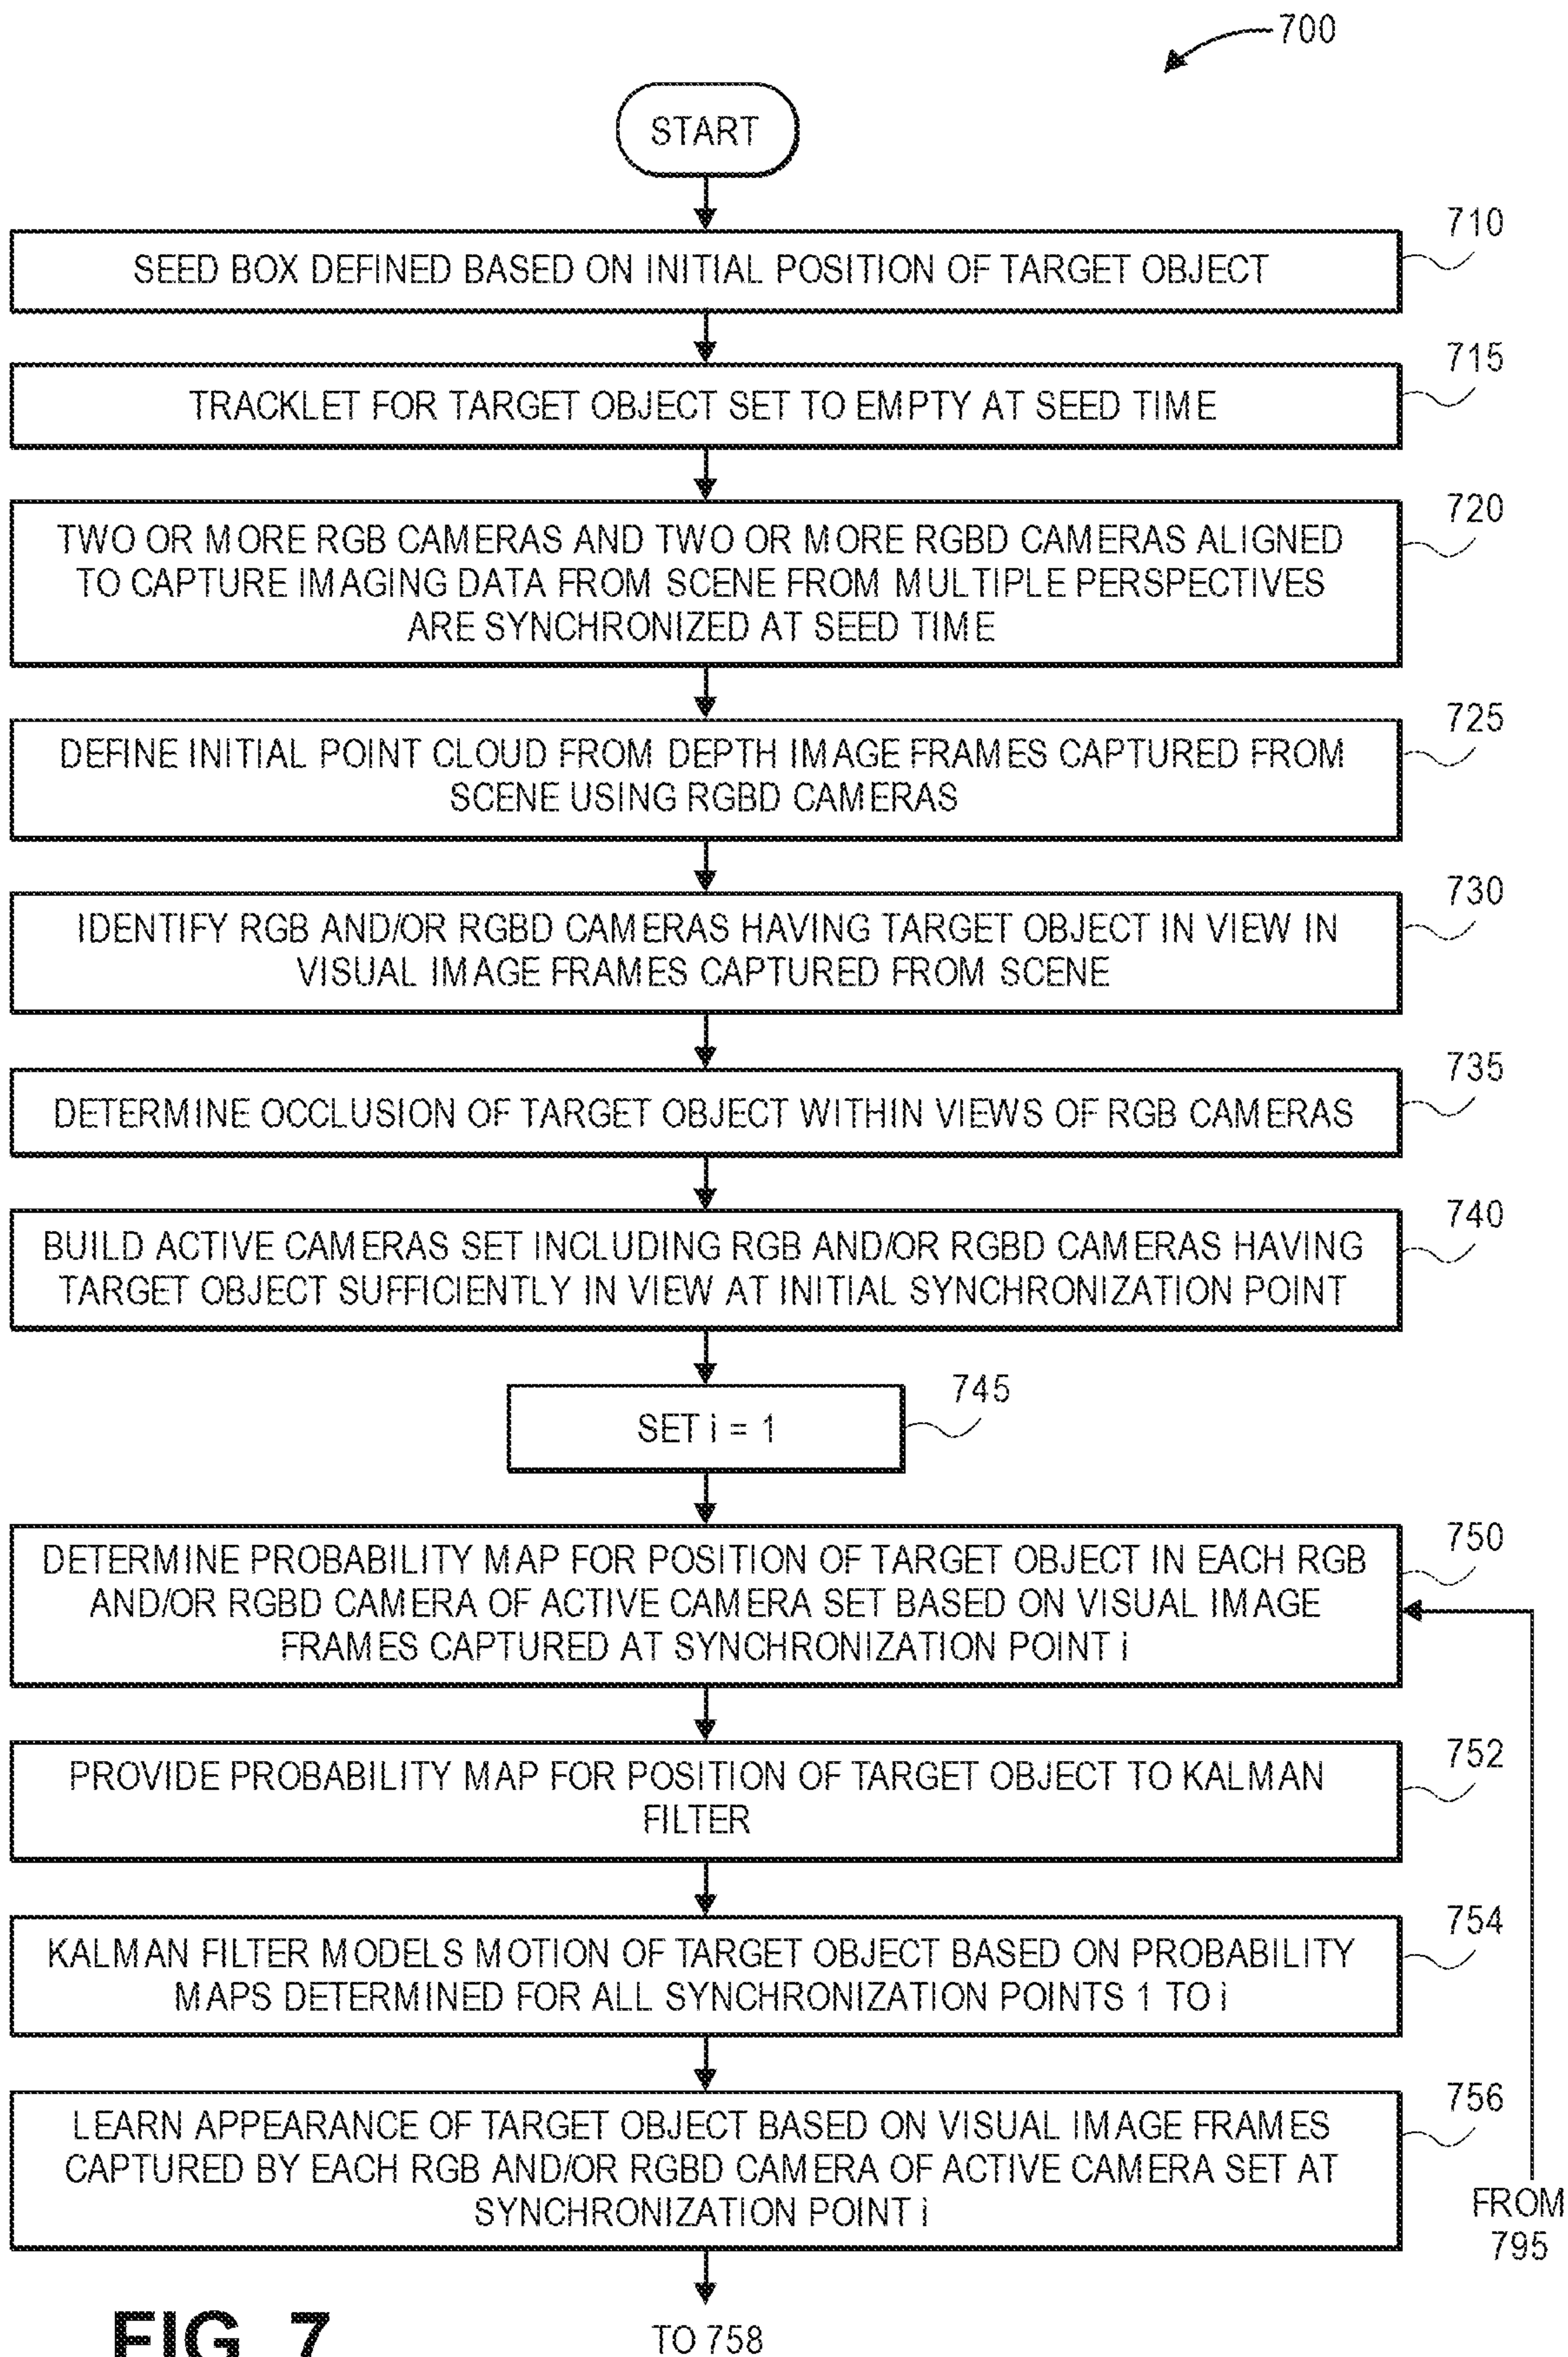 700
START
710
SEED BOX DEFINED BASED ON INITIAL POSITION OF TARGET OBJECT
715
TRACKLET FOR TARGET OBJECT SET TO EMPTY AT SEED TIME
720
TWO OR MORE RGB CAMERAS AND TWO OR MORE RGBD CAMERAS ALIGNED
TO CAPTURE IMAGING DATA FROM SCENE FROM MULTIPLE PERSPECTIVES
ARE SYNCHRONIZED AT SEED TIME
725
DEFINE INITIAL POINT CLOUD FROM DEPTH IMAGE FRAMES CAPTURED FROM
SCENE USING RGBD CAMERAS
730
IDENTIFY RGB AND/OR RGBD CAMERAS HAVING TARGET OBJECT IN VIEW IN
VISUAL IMAGE FRAMES CAPTURED FROM SCENE
735
DETERMINE OCCLUSION OF TARGET OBJECT WITHIN VIEWS OF RGB CAMERAS
740
BUILD ACTIVE CAMERAS SET INCLUDING RGB AND/OR RGBD CAMERAS HAVING
TARGET OBJECT SUFFICIENTLY IN VIEW AT INITIAL SYNCHRONIZATION POINT
745
SET i = 1
750
DETERMINE PROBABILITY MAP FOR POSITION OF TARGET OBJECT IN EACH RGB
AND/OR RGBD CAMERA OF ACTIVE CAMERA SET BASED ON VISUAL IMAGE
FRAMES CAPTURED AT SYNCHRONIZATION POINT i
752
PROVIDE PROBABILITY MAP FOR POSITION OF TARGET OBJECT TO KALMAN
FILTER
754
KALMAN FILTER MODELS MOTION OF TARGET OBJECT BASED ON PROBABILITY
MAPS DETERMINED FOR ALL SYNCHRONIZATION POINTS 1 TO i
756
LEARN APPEARANCE OF TARGET OBJECT BASED ON VISUAL IMAGE FRAMES
CAPTURED BY EACH RGB AND/OR RGBD CAMERA OF ACTIVE CAMERA SET AT
SYNCHRONIZATION POINT i
FROM
795
TO 758
FIG. 7